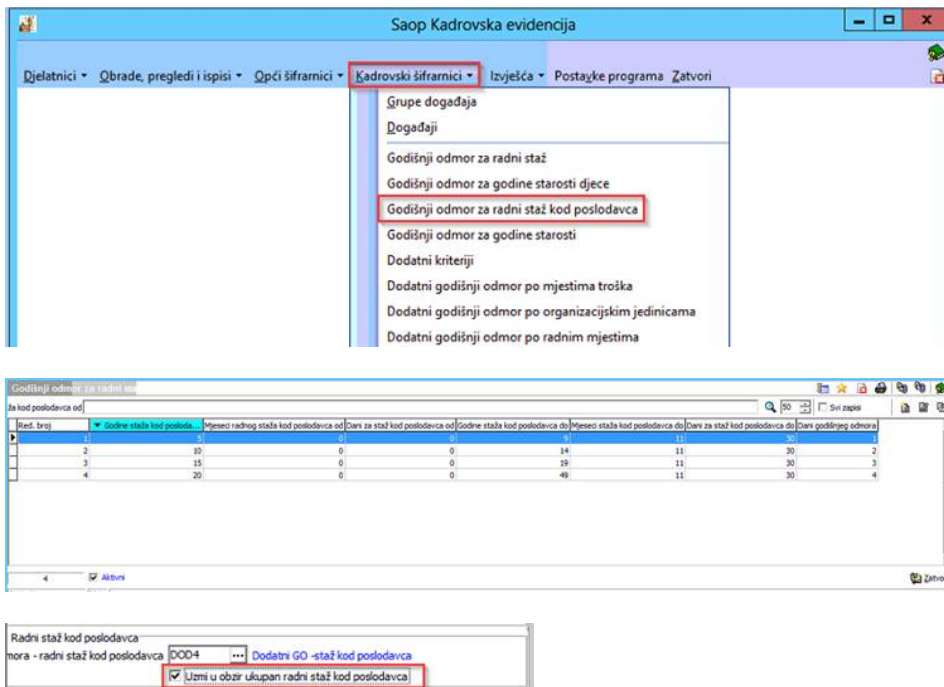 Saop Kadrovska evidencija
Djelatnici Obrade, pregledi i ispisi Opći šifrarnici Kadrovski šifrarnici Izvješća Postavke programa Zatvori
Grupe događaja
Događaji
Godišnji odmor za radni staž
Godišnji odmor za godine starosti djece
Godišnji odmor za radni staž kod poslodavca
Godišnji odmor za godine starosti
Dodatni kriteriji
Dodatni godišnji odmor po mjestima troška
Dodatni godišnji odmor po organizacijskim jedinicama
Dodatni godišnji odmor po radnim mjestima
Godišnji odmor za radni
ža kod poslodavca od 50 Svi zapisi
Red. broj Godine staža kod posloda... Mjeseci radnog staža kod poslodavca od Dani za staž kod poslodavca od Godine staža kod poslodavca do Mjeseci staža kod poslodavca do Dani za staž kod poslodavca do Dani godišnjeg odmora
1 5 0 0 9 11 30 1
2 10 0 0 14 11 30 2
3 15 0 0 19 11 30 3
4 20 0 0 49 11 30 4
4 Aktivni Zatvo
Radni staž kod poslodavca
mora - radni staž kod poslodavca DOD4 ... Dodatni GO -staž kod poslodavca
Uzmi u obzir ukupan radni staž kod poslodavca